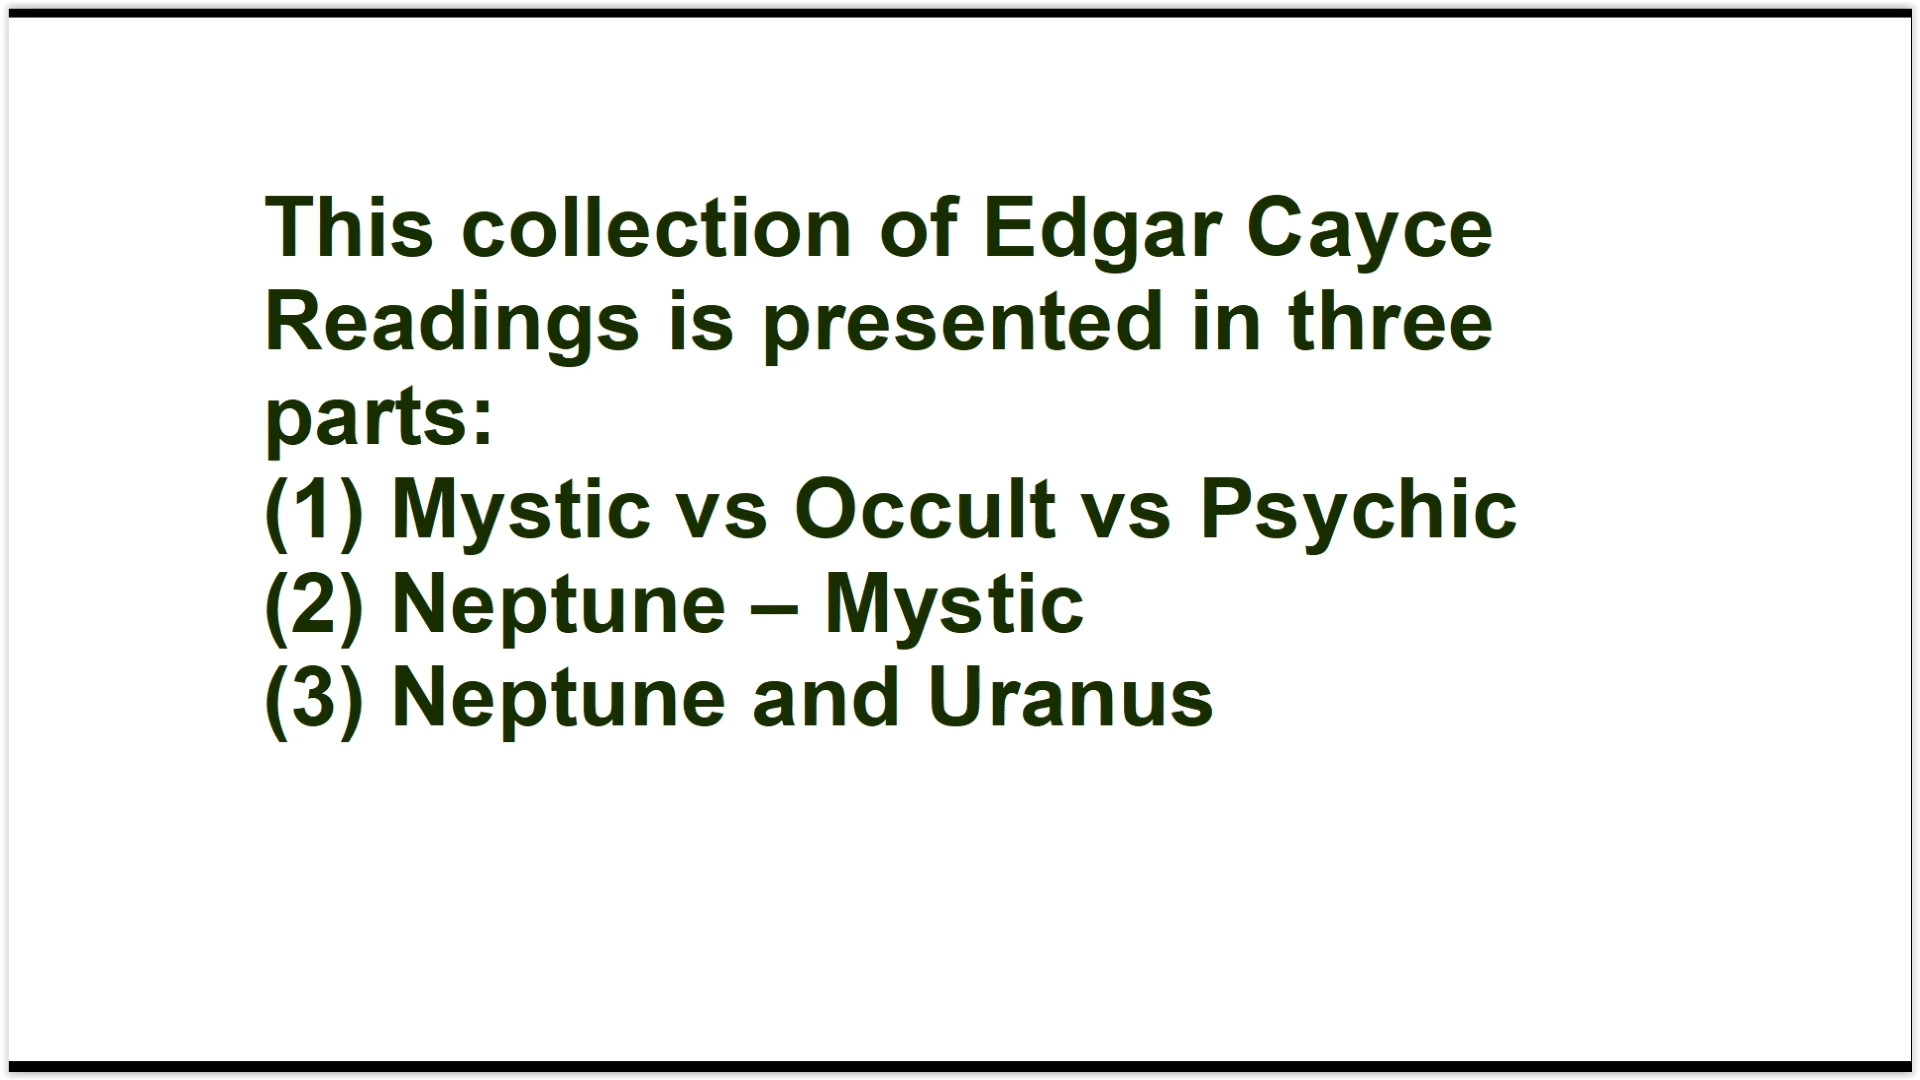 This collection of Edgar Cayce
Readings is presented in three
parts:
(1) Mystic vs Occult vs Psychic
(2) Neptune – Mystic
(3) Neptune and Uranus